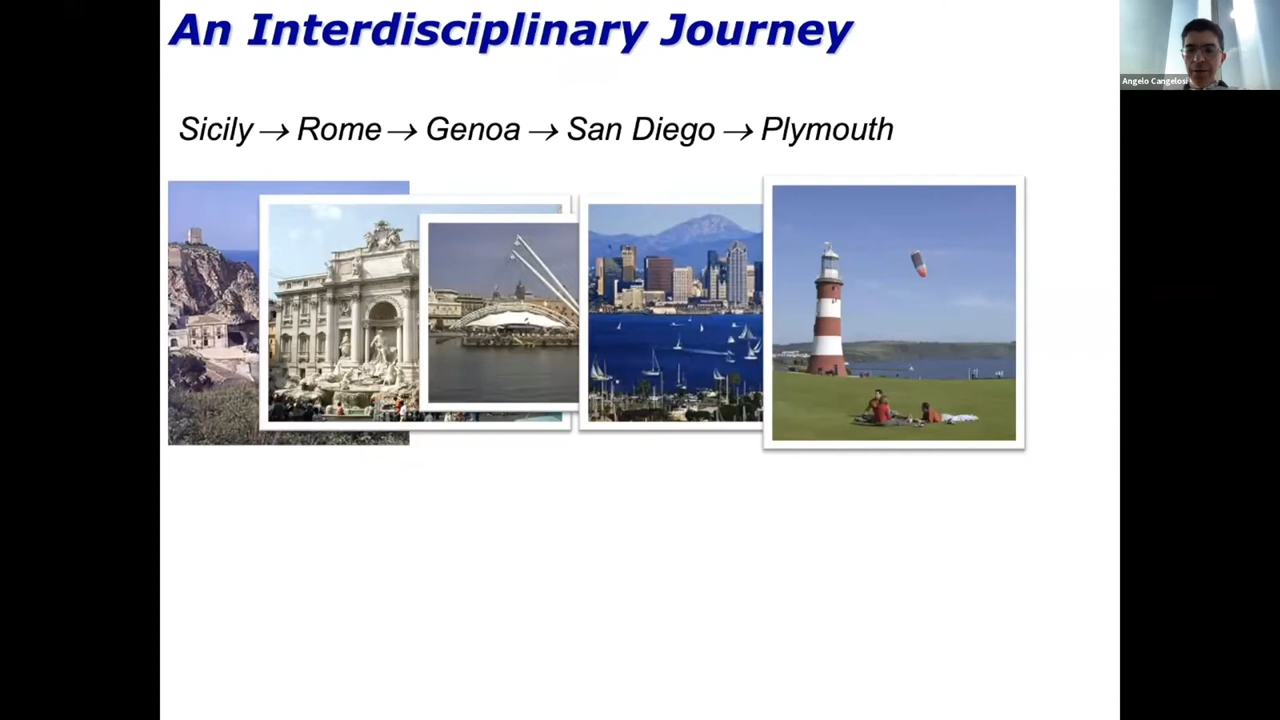 An Interdisciplinary Journey
Angelo Cangelosi
Sicily → Rome → Genoa → San Diego → Plymouth